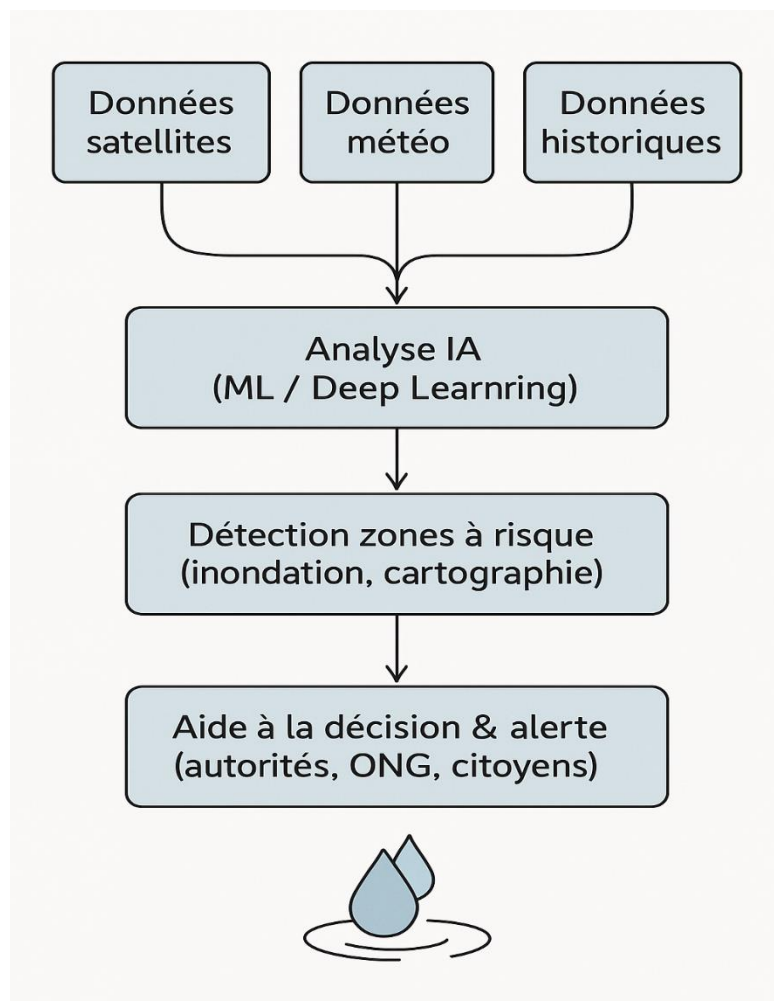 Données
satellites
Données
météo
Données
historiques
Analyse IA
(ML / Deep Learnring)
Détection zones à risque
(inondation, cartographie)
Aide à la décision & alerte
(autorités, ONG, citoyens)